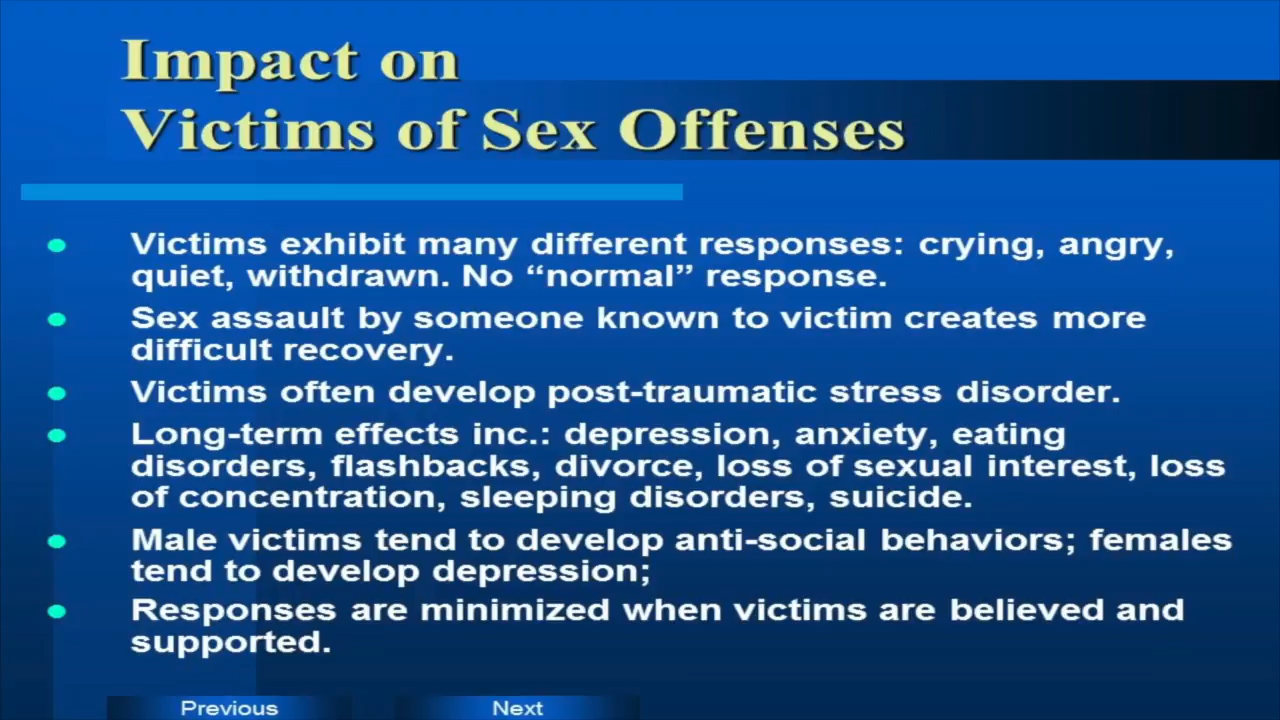 Impact on
Victims of Sex Offenses
Victims exhibit many different responses: crying, angry,
quiet, withdrawn. No “normal” response.
Sex assault by someone known to victim creates more
difficult recovery.
Victims often develop post-traumatic stress disorder.
Long-term effects inc.: depression, anxiety, eating
disorders, flashbacks, divorce, loss of sexual interest, loss
of concentration, sleeping disorders, suicide.
Male victims tend to develop anti-social behaviors; females
tend to develop depression;
Responses are minimized when victims are believed and
supported.
Previous Next